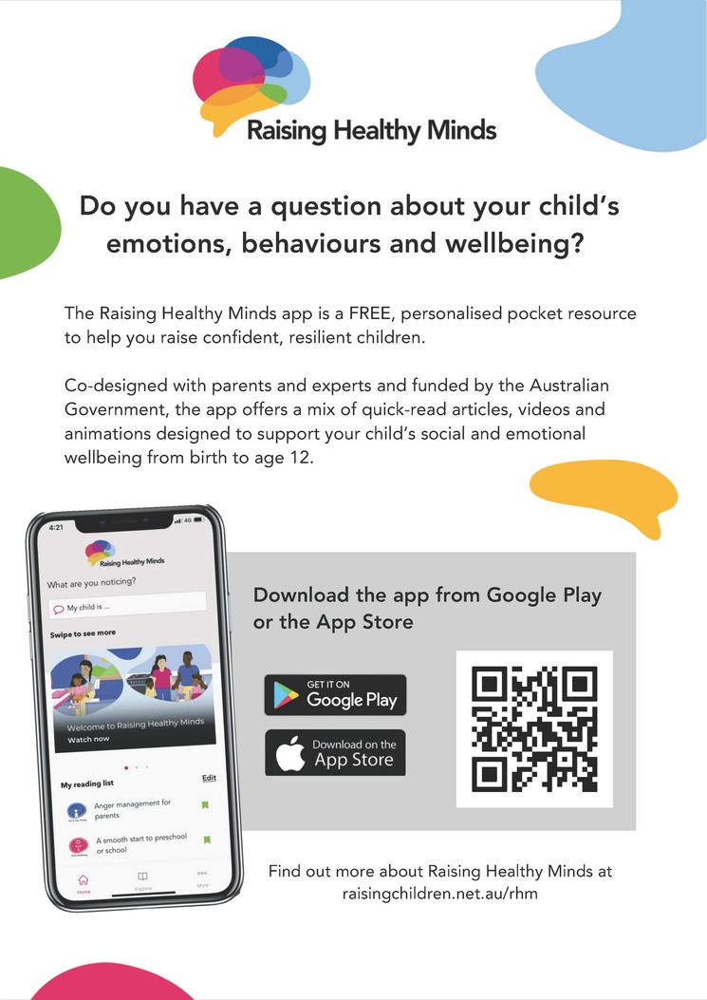 Raising Healthy Minds
Do you have a question about your child's
emotions, behaviours and wellbeing?
The Raising Healthy Minds app is a FREE, personalised pocket resource
to help you raise confident, resilient children.
Co-designed with parents and experts and funded by the Australian
Government, the app offers a mix of quick-read articles, videos and
animations designed to support your child's social and emotional
wellbeing from birth to age 12.
4:21
4G
Raising Healthy Minds
What are you noticing?
My child is ...
Swipe to see more
Welcome to Raising Healthy Minds
Watch now
My reading list
Edit
Anger management for
parents
A smooth start to preschool
or school
Home
Explore
More
Download the app from Google Play
or the App Store
GET IT ON
Google Play
Download on the
App Store
Find out more about Raising Healthy Minds at
raisingchildren.net.au/rhm